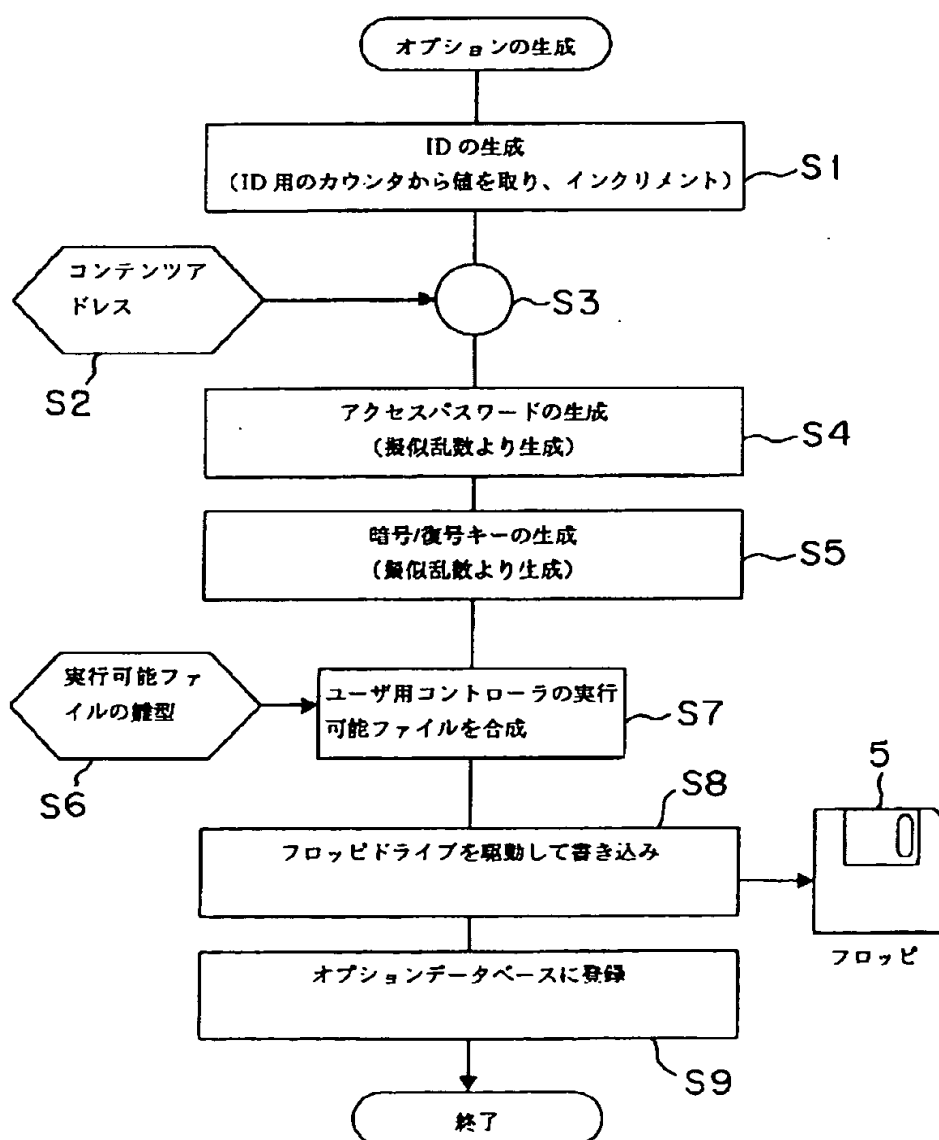 オプションの生成
ID の生成
(ID 用のカウンタから値を取り、インクリメント)
S1
コンテンツア
ドレス
S2
S3
アクセスパスワードの生成
(擬似乱数より生成)
S4
暗号/復号キーの生成
(擬似乱数より生成)
S5
実行可能ファ
イルの雛型
S6
ユーザ用コントローラの実行
可能ファイルを合成
S7
S8
フロッピドライブを駆動して書き込み
5
フロッピ
オプションデータベースに登録
S9
終了